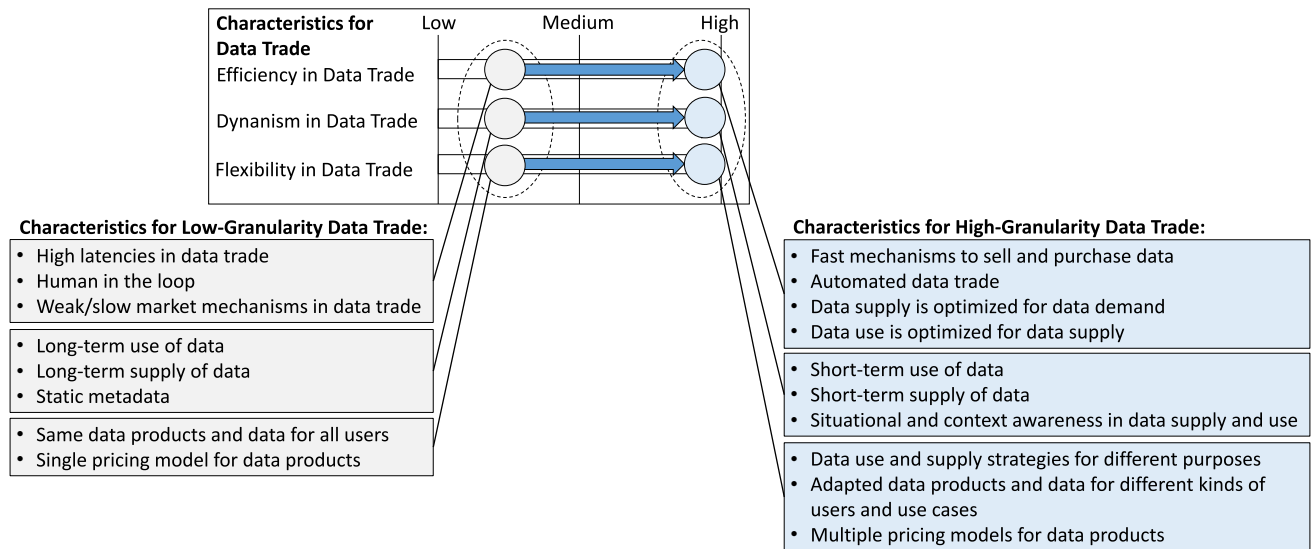 Characteristics for
Data Trade
Low
Medium
High
Efficiency in Data Trade
Dynanism in Data Trade
Flexibility in Data Trade
Characteristics for Low-Granularity Data Trade:
• High latencies in data trade
• Human in the loop
• Weak/slow market mechanisms in data trade
• Long-term use of data
• Long-term supply of data
• Static metadata
• Same data products and data for all users
• Single pricing model for data products
Characteristics for High-Granularity Data Trade:
• Fast mechanisms to sell and purchase data
• Automated data trade
• Data supply is optimized for data demand
• Data use is optimized for data supply
• Short-term use of data
• Short-term supply of data
• Situational and context awareness in data supply and use
• Data use and supply strategies for different purposes
• Adapted data products and data for different kinds of
users and use cases
• Multiple pricing models for data products